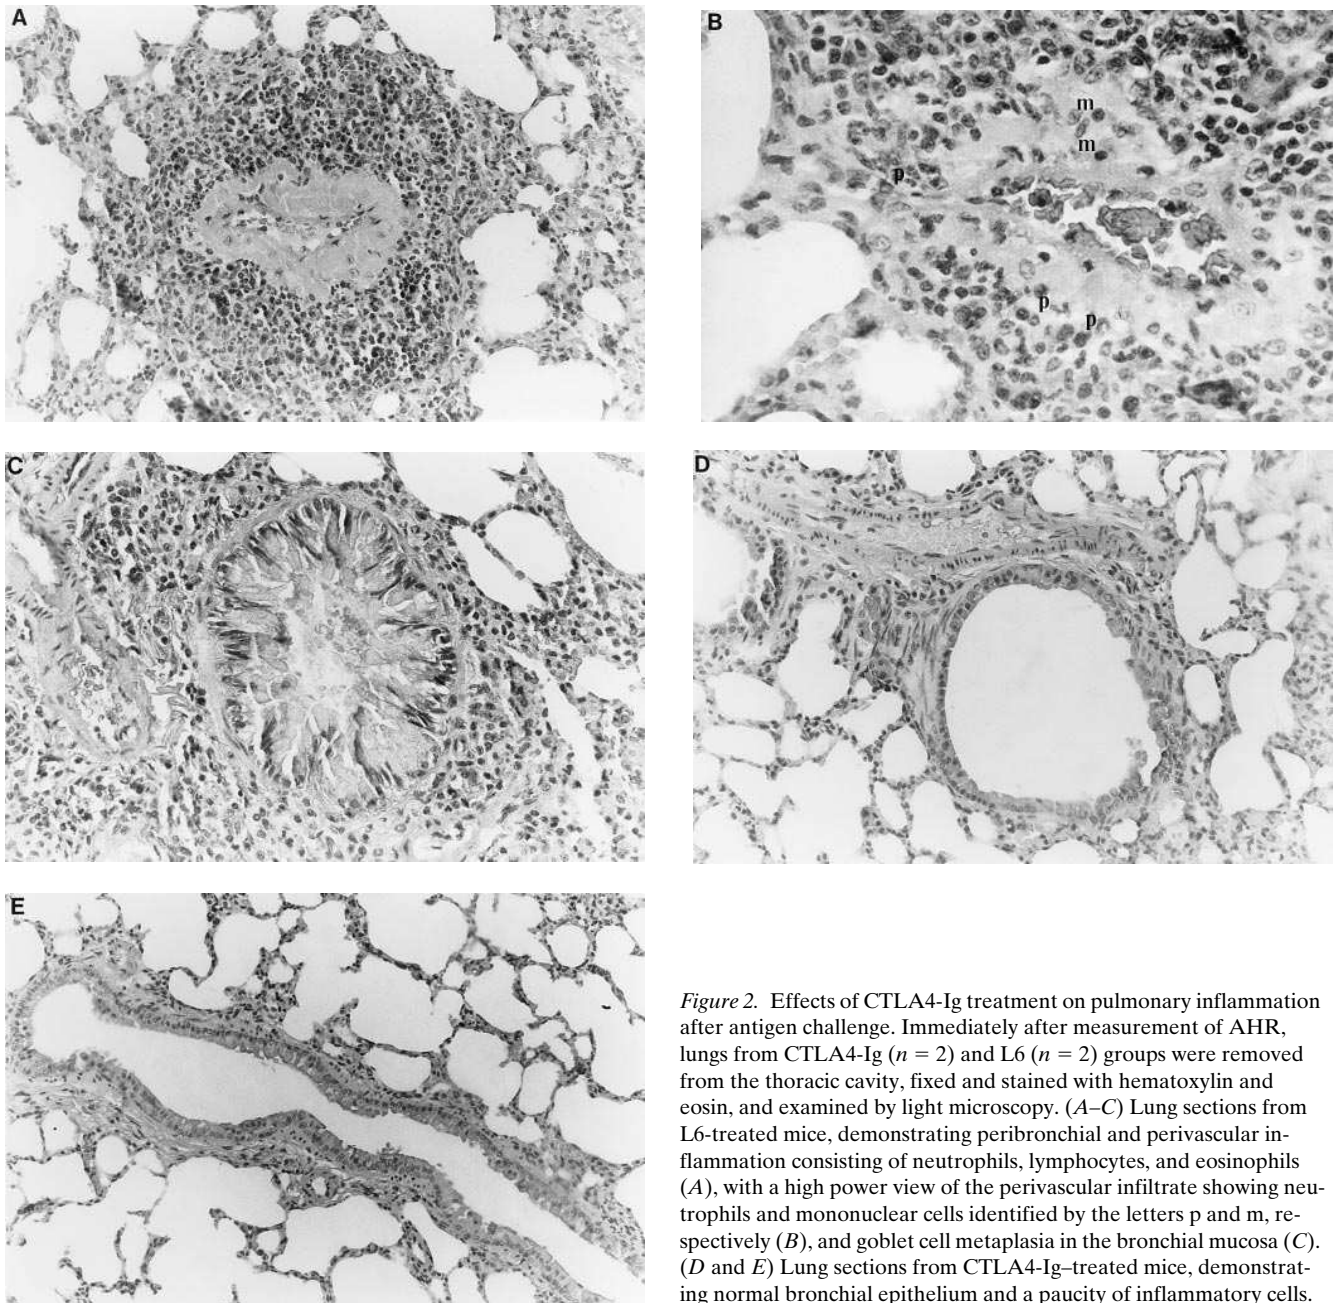 A
B
m
m
p
p
p
C
D
E
Figure 2. Effects of CTLA4-Ig treatment on pulmonary inflammation
after antigen challenge. Immediately after measurement of AHR,
lungs from CTLA4-Ig (n = 2) and L6 (n = 2) groups were removed
from the thoracic cavity, fixed and stained with hematoxylin and
eosin, and examined by light microscopy. (A–C) Lung sections from
L6-treated mice, demonstrating peribronchial and perivascular in-
flammation consisting of neutrophils, lymphocytes, and eosinophils
(A), with a high power view of the perivascular infiltrate showing neu-
trophils and mononuclear cells identified by the letters p and m, re-
spectively (B), and goblet cell metaplasia in the bronchial mucosa (C).
(D and E) Lung sections from CTLA4-Ig–treated mice, demonstrat-
ing normal bronchial epithelium and a paucity of inflammatory cells.